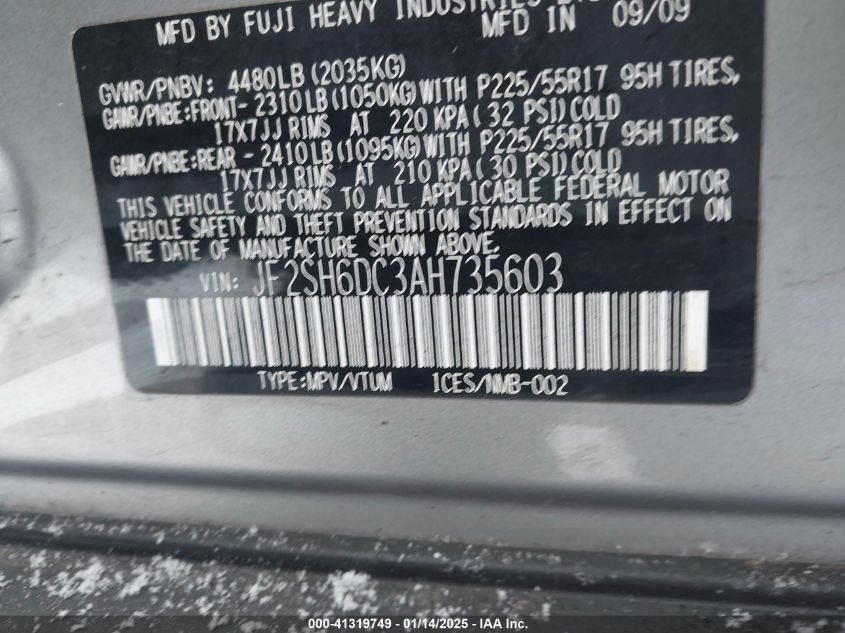 MFD BY FUJI HEAVY INDUSTRIES
MFD IN 09/09
GVWR/PNBV: 4480LB (2035KG)
GAWR/PNBE:FRONT- 2310LB(1050KG)WITH P225/55R17 95H TIRES,
17X7JJ RIMS AT 220 KPA( 32 PSI)COLD
GAWR/PNBE:REAR - 2410LB(1095KG)WITH P225/55R17 95H TIRES,
17X7JJ RIMS AT 210 KPA( 30 PSI)COLD
THIS VEHICLE CONFORMS TO ALL APPLICABLE FEDERAL MOTOR
VEHICLE SAFETY AND THEFT PREVENTION STANDARDS IN EFFECT ON
THE DATE OF MANUFACTURE SHOWN ABOVE.
VIN: JF2SH6DC3AH735603
TYPE:MPV/VTUM ICES/NMB-002
000-41319749 - 01/14/2025 - IAA Inc.